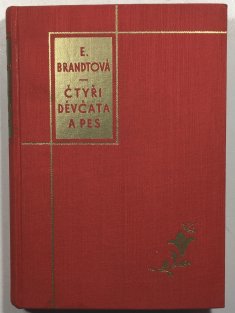 E.
BRANDTOVÁ
ČTYŘI
DĚVČATA
A PES